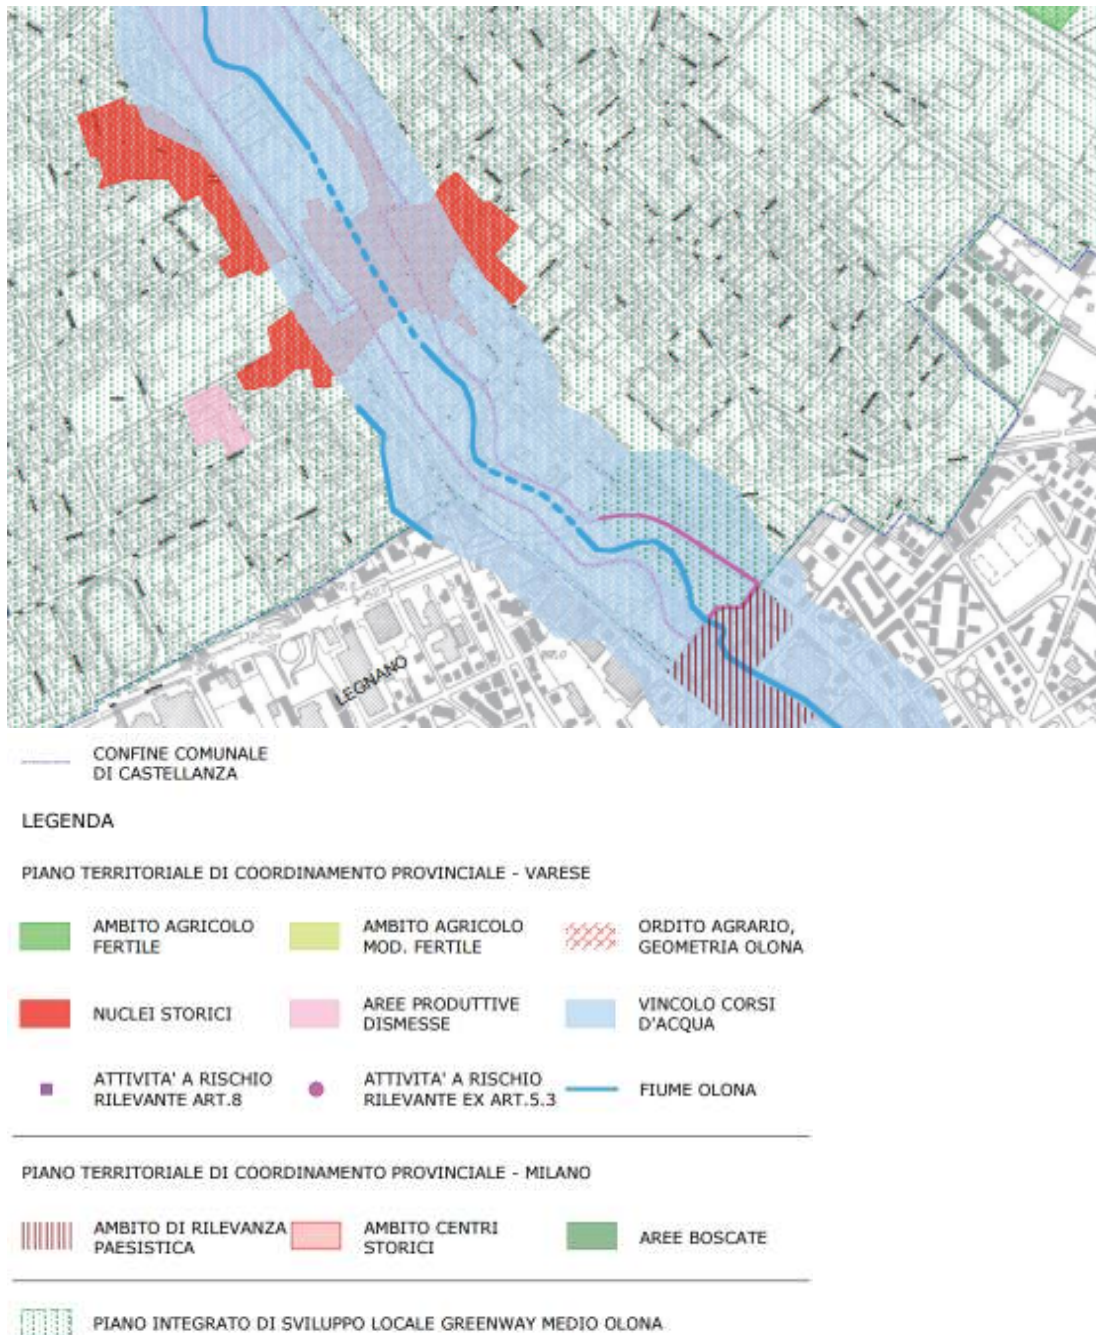 LEGNANO
CONFINE COMUNALE
DI CASTELLANZA
LEGENDA
PIANO TERRITORIALE DI COORDINAMENTO PROVINCIALE - VARESE
AMBITO AGRICOLO
FERTILE
AMBITO AGRICOLO
MOD. FERTILE
ORDITO AGRARIO,
GEOMETRIA OLONA
NUCLEI STORICI
AREE PRODUTTIVE
DISMESSE
VINCOLO CORSI
D'ACQUA
ATTIVITA' A RISCHIO
RILEVANTE ART.8
ATTIVITA' A RISCHIO
RILEVANTE EX ART.5.3
FIUME OLONA
PIANO TERRITORIALE DI COORDINAMENTO PROVINCIALE - MILANO
AMBITO DI RILEVANZA
PAESISTICA
AMBITO CENTRI
STORICI
AREE BOSCATE
PIANO INTEGRATO DI SVILUPPO LOCALE GREENWAY MEDIO OLONA